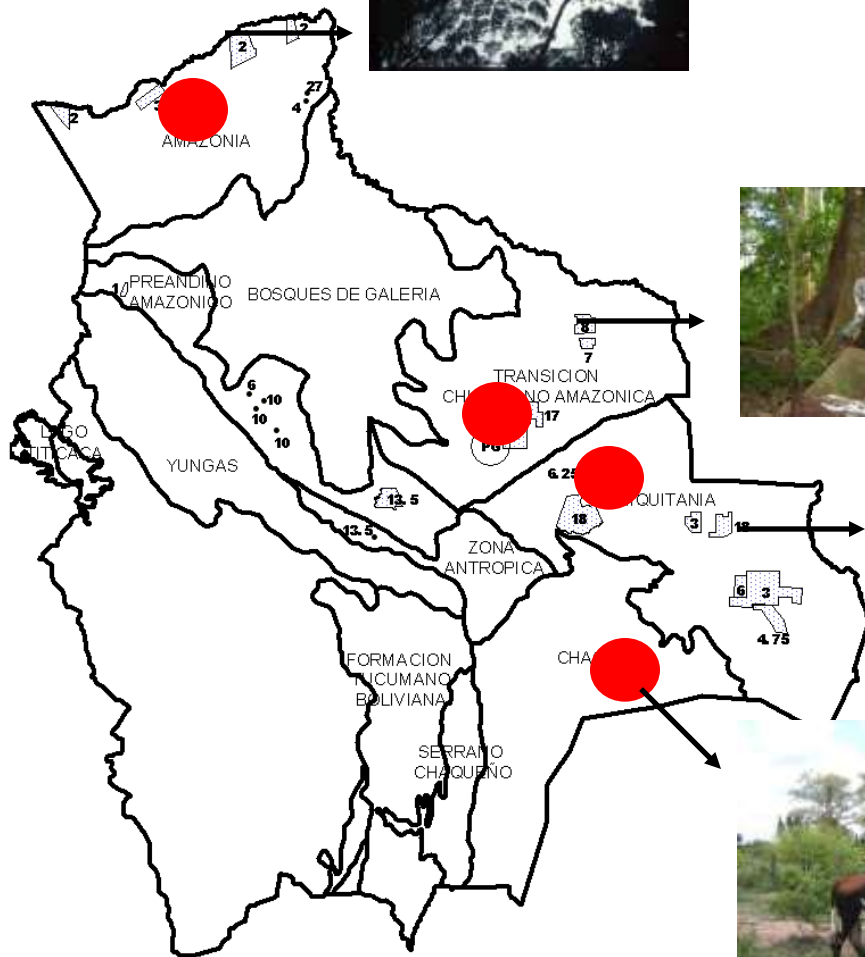 2
2
27
4
2
AMAZONIA
1
PREANDINO
AMAZONICO
BOSQUES DE GALERIA
8
7
TRANSICION
AMAZONICA
17
6
10
10
10
LAGO
TITICACA
YUNGAS
6.25
13.5
13.5
18
3
18
ZONA
ANTROPICA
6
3
4.75
FORMACION
TUCUMANO
BOLIVIANA
SERRANO
CHAQUEÑO